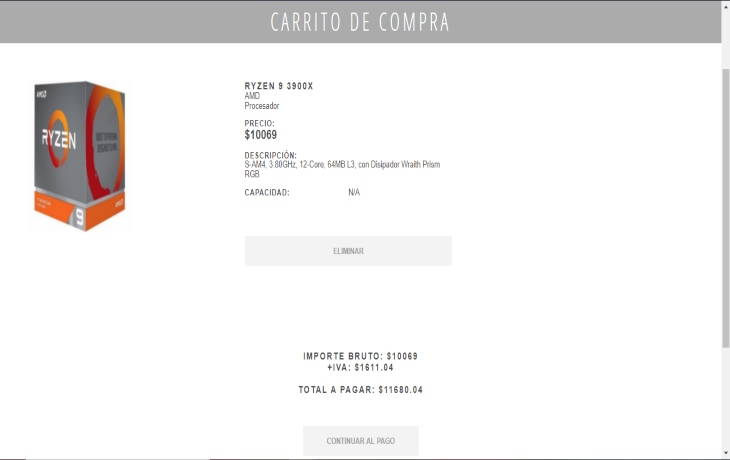 CARRITO DE COMPRA
AMD
RYZEN
9
AMD
RYZEN 9 3900X
AMD
Procesador
PRECIO:
$10069
DESCRIPCIÓN:
S-AM4, 3.80GHz, 12-Core, 64MB L3, con Disipador Wraith Prism
RGB
CAPACIDAD: N/A
ELIMINAR
IMPORTE BRUTO: $10069
+IVA: $1611.04
TOTAL A PAGAR: $11680.04
CONTINUAR AL PAGO